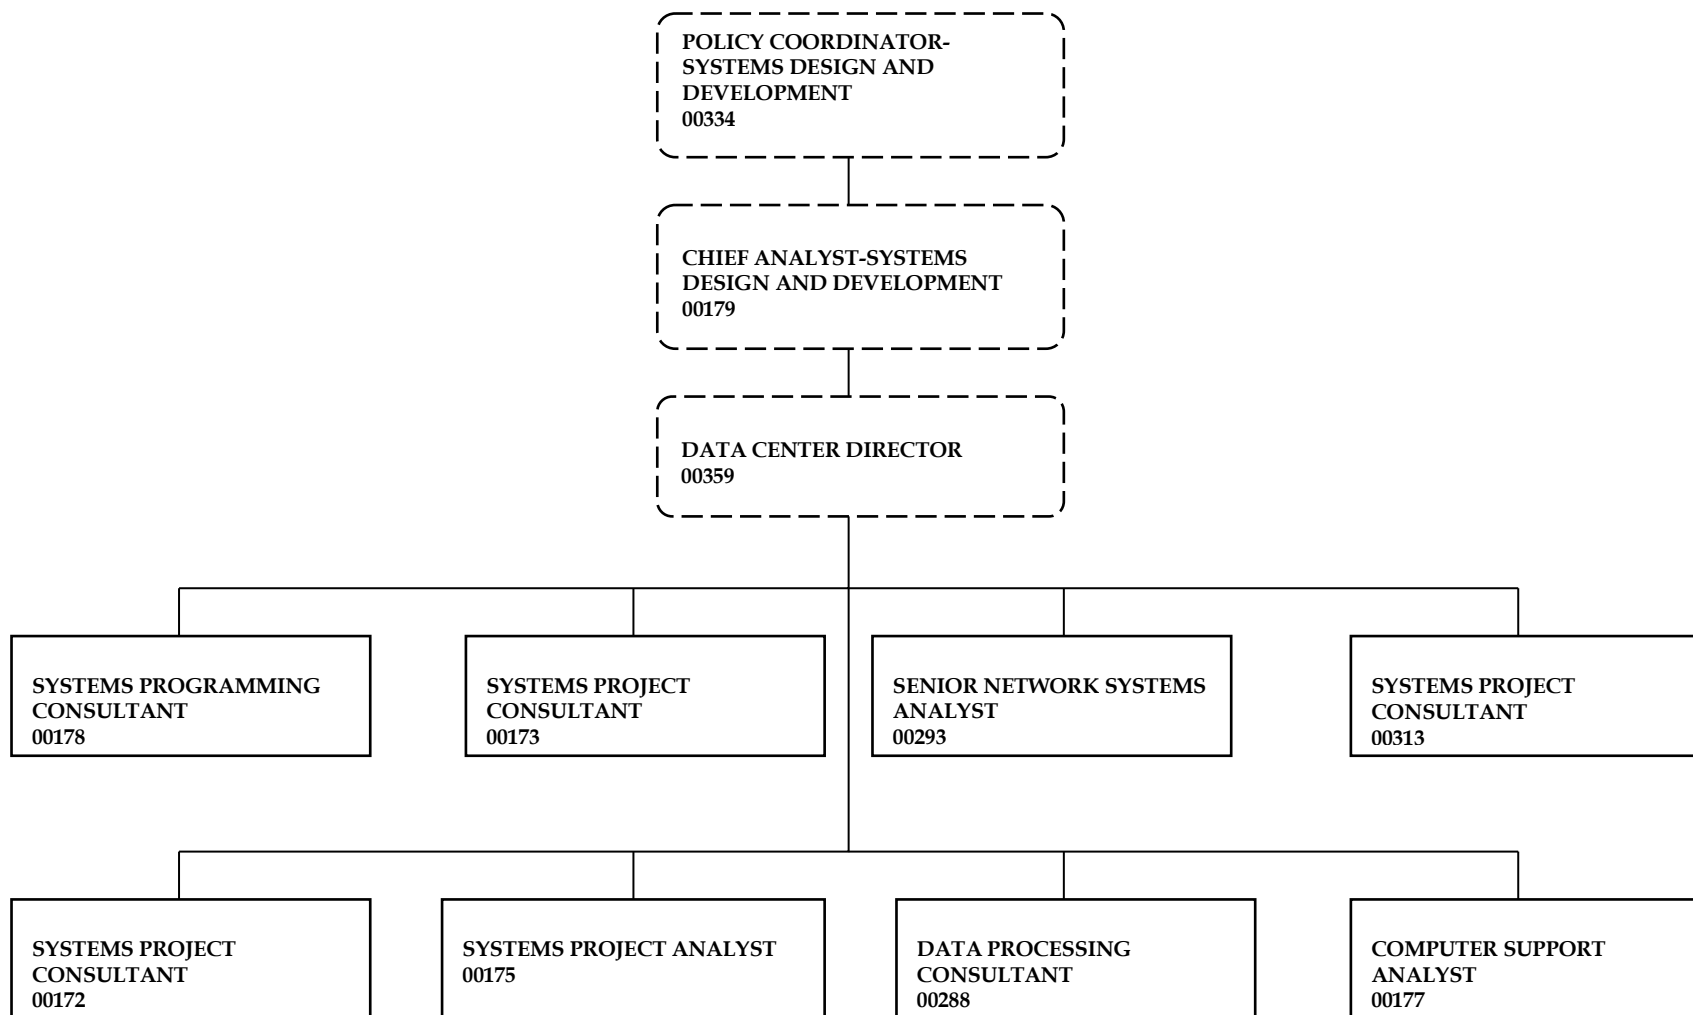 POLICY COORDINATOR-
SYSTEMS DESIGN AND
DEVELOPMENT
00334
CHIEF ANALYST-SYSTEMS
DESIGN AND DEVELOPMENT
00179
DATA CENTER DIRECTOR
00359
SYSTEMS PROGRAMMING
CONSULTANT
00178
SYSTEMS PROJECT
CONSULTANT
00173
SENIOR NETWORK SYSTEMS
ANALYST
00293
SYSTEMS PROJECT
CONSULTANT
00313
SYSTEMS PROJECT
CONSULTANT
00172
SYSTEMS PROJECT ANALYST
00175
DATA PROCESSING
CONSULTANT
00288
COMPUTER SUPPORT
ANALYST
00177